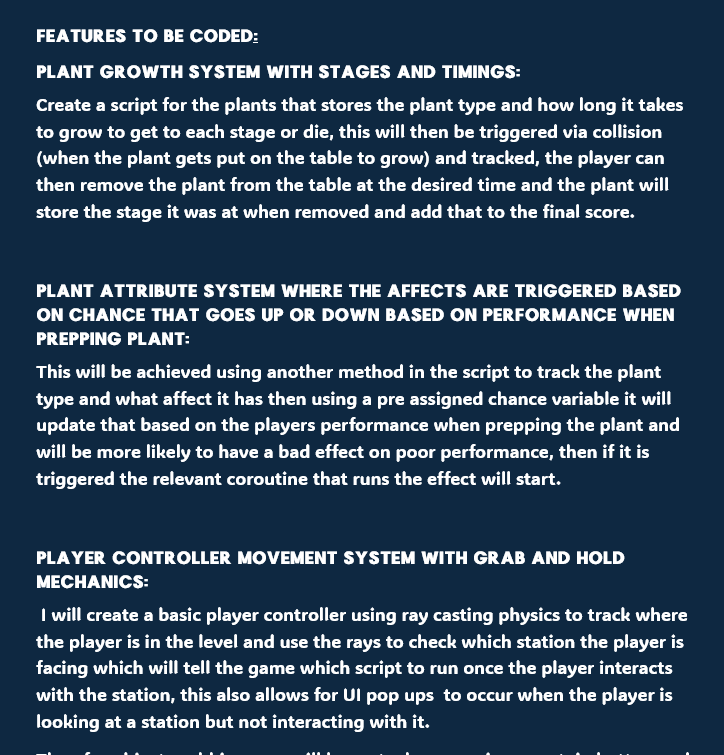 FEATURES TO BE CODED:
PLANT GROWTH SYSTEM WITH STAGES AND TIMINGS:
Create a script for the plants that stores the plant type and how long it takes
to grow to get to each stage or die, this will then be triggered via collision
(when the plant gets put on the table to grow) and tracked, the player can
then remove the plant from the table at the desired time and the plant will
store the stage it was at when removed and add that to the final score.
PLANT ATTRIBUTE SYSTEM WHERE THE AFFECTS ARE TRIGGERED BASED
ON CHANCE THAT GOES UP OR DOWN BASED ON PERFORMANCE WHEN
PREPPING PLANT:
This will be achieved using another method in the script to track the plant
type and what affect it has then using a pre assigned chance variable it will
update that based on the players performance when prepping the plant and
will be more likely to have a bad effect on poor performance, then if it is
triggered the relevant coroutine that runs the effect will start.
PLAYER CONTROLLER MOVEMENT SYSTEM WITH GRAB AND HOLD
MECHANICS:
I will create a basic player controller using ray casting physics to track where
the player is in the level and use the rays to check which station the player is
facing which will tell the game which script to run once the player interacts
with the station, this also allows for UI pop ups  to occur when the player is
looking at a station but not interacting with it.